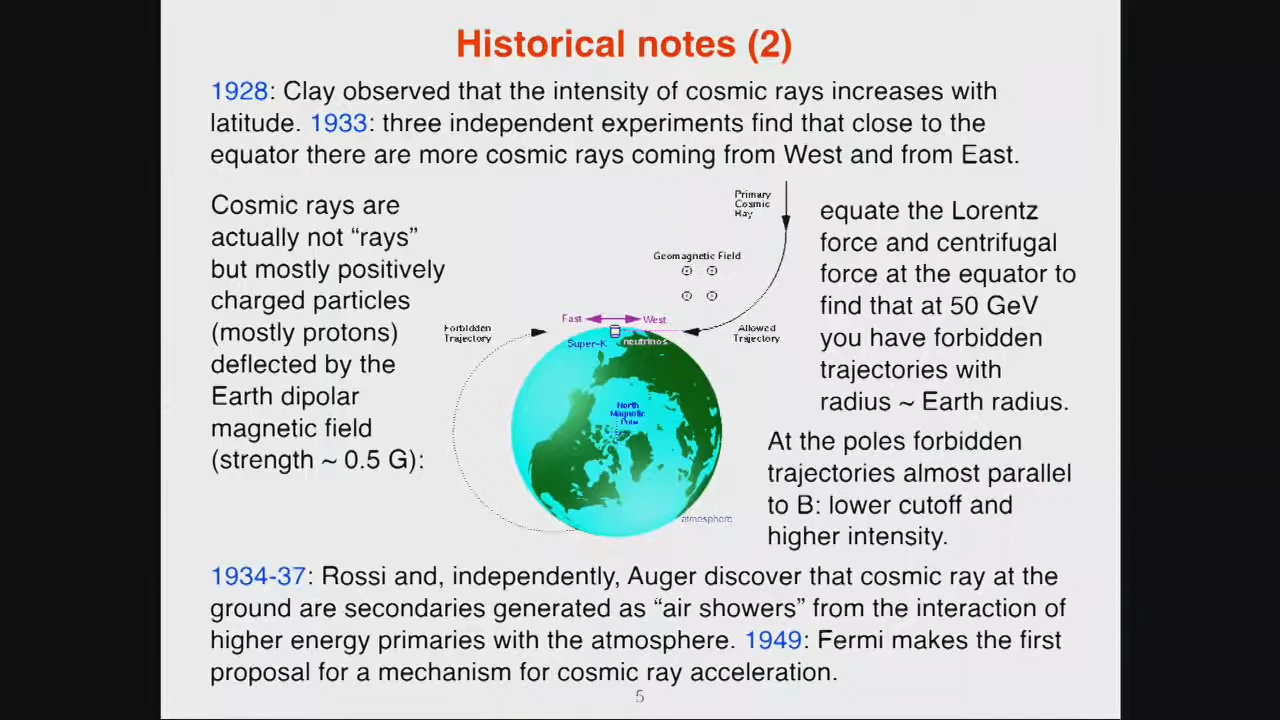 Historical notes (2)
1928: Clay observed that the intensity of cosmic rays increases with
latitude. 1933: three independent experiments find that close to the
equator there are more cosmic rays coming from West and from East.
Cosmic rays are
actually not “rays”
but mostly positively
charged particles
(mostly protons)
deflected by the
Earth dipolar
magnetic field
(strength ~ 0.5 G):
Primary
Cosmic
Ray
Geomagnetic Field
East
West
Forbidden
Trajectory
Allowed
Trajectory
Super-K
neutrinos
North
Magnetic
Pole
atmosphere
equate the Lorentz
force and centrifugal
force at the equator to
find that at 50 GeV
you have forbidden
trajectories with
radius ~ Earth radius.
At the poles forbidden
trajectories almost parallel
to B: lower cutoff and
higher intensity.
1934-37: Rossi and, independently, Auger discover that cosmic ray at the
ground are secondaries generated as “air showers” from the interaction of
higher energy primaries with the atmosphere. 1949: Fermi makes the first
proposal for a mechanism for cosmic ray acceleration.
5